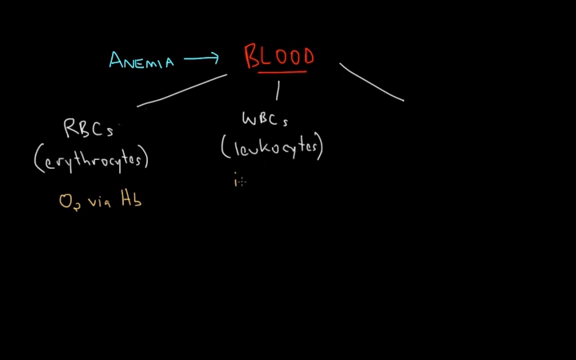 ANEMIA → BLOOD
RBCs
(erythrocytes)
O₂ via Hb
WBCs
(leukocytes)
i